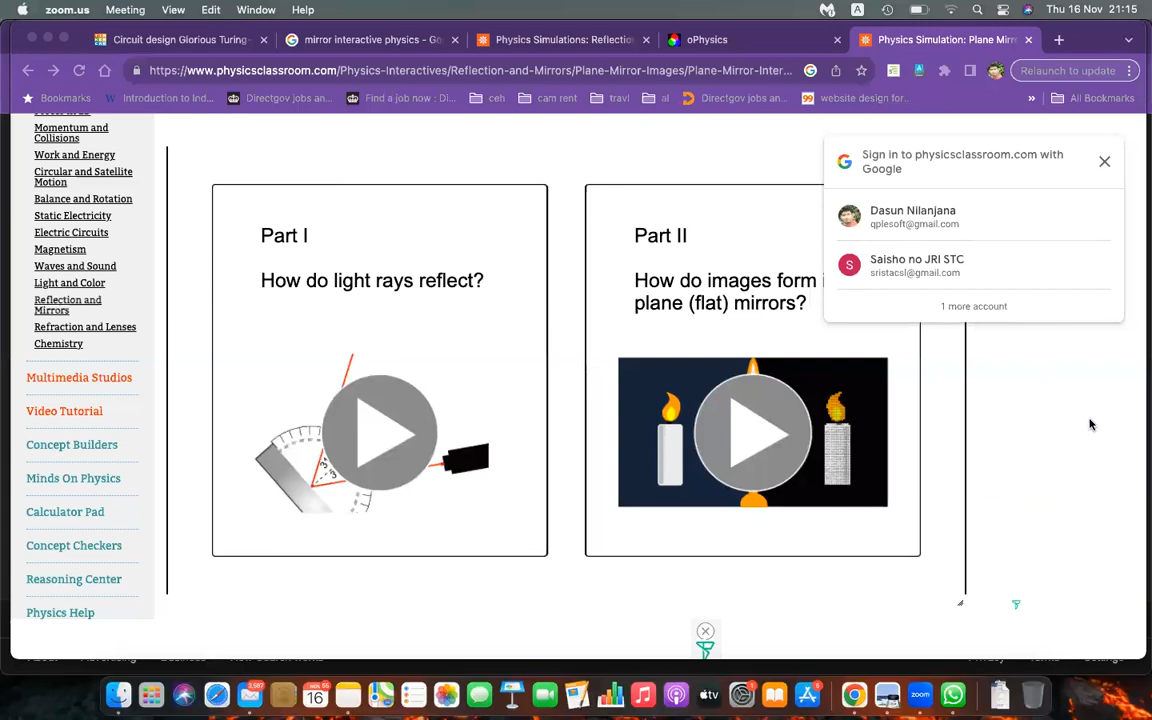 zoom.us Meeting View Edit Window Help
A Thu 16 Nov 21:15
Circuit design Glorious Turing-
mirror interactive physics - Go
Physics Simulations: Reflectio
oPhysics
Physics Simulation: Plane Mirr
https://www.physicsclassroom.com/Physics-Interactives/Reflection-and-Mirrors/Plane-Mirror-Images/Plane-Mirror-Inter...
Relaunch to update
Bookmarks
Introduction to Ind...
Directgov jobs an...
Find a job now : Di...
ceh
cam rent
travl
al
Directgov jobs an...
99 website design for...
»
All Bookmarks
Momentum and
Collisions
Work and Energy
Circular and Satellite
Motion
Balance and Rotation
Static Electricity
Electric Circuits
Magnetism
Waves and Sound
Light and Color
Reflection and
Mirrors
Refraction and Lenses
Chemistry
Multimedia Studios
Video Tutorial
Concept Builders
Minds On Physics
Calculator Pad
Concept Checkers
Reasoning Center
Physics Help
Part I
How do light rays reflect?
Part II
How do images form
plane (flat) mirrors?
Sign in to physicsclassroom.com with
Google
Dasun Nilanjana
qplesoft@gmail.com
S
Saisho no JRI STC
sristacsl@gmail.com
1 more account
NOV
16
tv
zoom